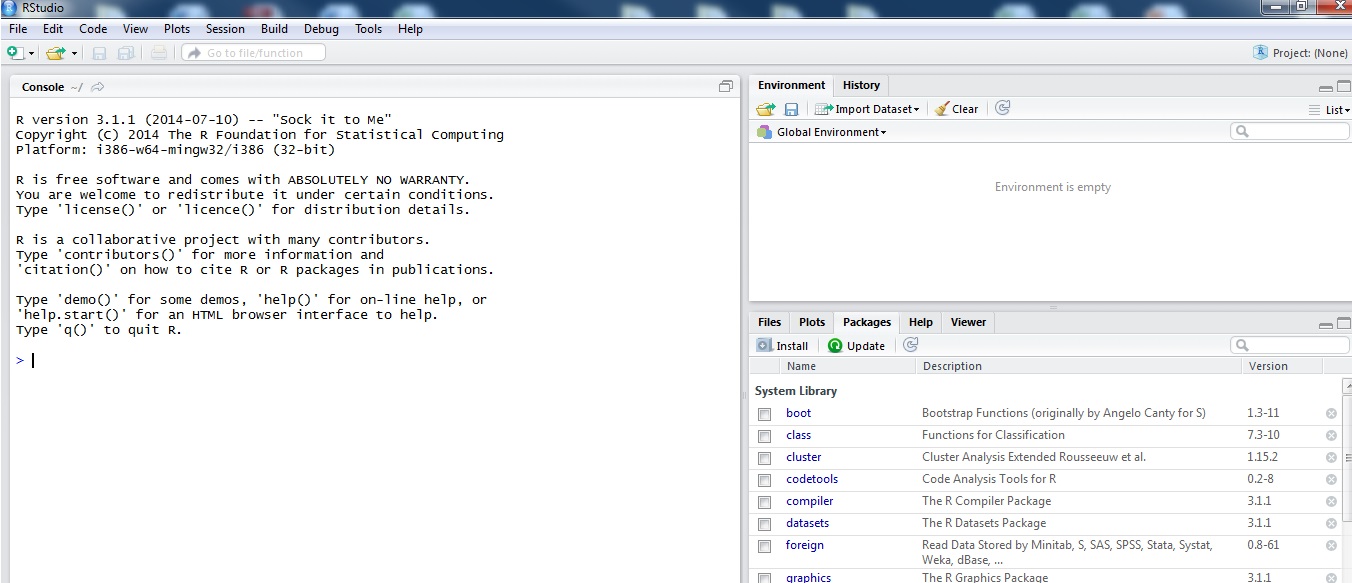 RStudio
File Edit Code View Plots Session Build Debug Tools Help
Go to file/function Project: (None)
Console ~/
R version 3.1.1 (2014-07-10) -- "Sock it to Me"
Copyright (C) 2014 The R Foundation for Statistical Computing
Platform: i386-w64-mingw32/i386 (32-bit)
R is free software and comes with ABSOLUTELY NO WARRANTY.
You are welcome to redistribute it under certain conditions.
Type 'license()' or 'licence()' for distribution details.
R is a collaborative project with many contributors.
Type 'contributors()' for more information and
'citation()' on how to cite R or R packages in publications.
Type 'demo()' for some demos, 'help()' for on-line help, or
'help.start()' for an HTML browser interface to help.
Type 'q()' to quit R.
>
Environment History
Import Dataset Clear List
Global Environment
Environment is empty
Files Plots Packages Help Viewer
Install Update
Name Description Version
System Library
boot Bootstrap Functions (originally by Angelo Canty for S) 1.3-11
class Functions for Classification 7.3-10
cluster Cluster Analysis Extended Rousseeuw et al. 1.15.2
codetools Code Analysis Tools for R 0.2-8
compiler The R Compiler Package 3.1.1
datasets The R Datasets Package 3.1.1
foreign Read Data Stored by Minitab, S, SAS, SPSS, Stata, Systat, 0.8-61
Weka, dBase, ...
graphics The R Graphics Package 3.1.1